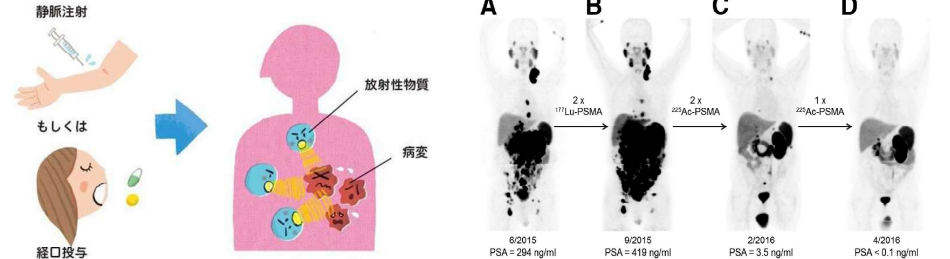 静脈注射
もしくは
経口投与
放射性物質
病変
A
B
C
D
2 x
¹⁷⁷Lu-PSMA
2 x
²²⁵Ac-PSMA
1 x
²²⁵Ac-PSMA
6/2015
PSA = 294 ng/ml
9/2015
PSA = 419 ng/ml
2/2016
PSA = 3.5 ng/ml
4/2016
PSA < 0.1 ng/ml